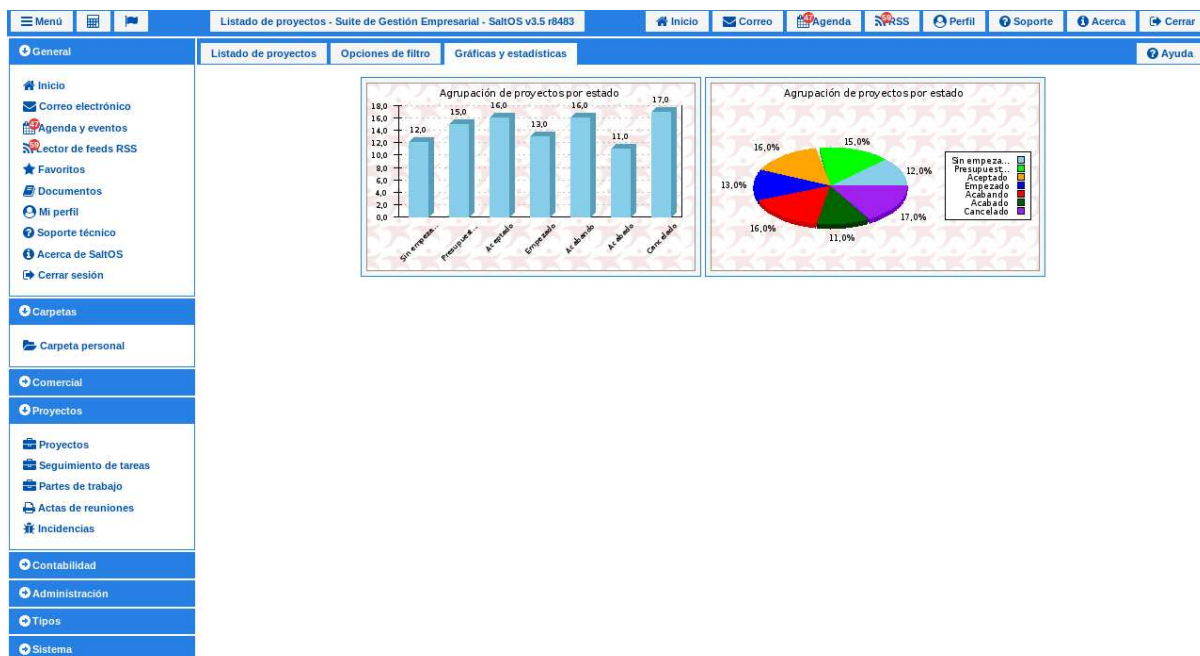 Menú
Listado de proyectos - Suite de Gestión Empresarial - SaltOS v3.5 r8483
Inicio
Correo
47
Agenda
59
RSS
Perfil
Soporte
Acerca
Cerrar
General
Inicio
Correo electrónico
47
Agenda y eventos
59
Lector de feeds RSS
Favoritos
Documentos
Mi perfil
Soporte técnico
Acerca de SaltOS
Cerrar sesión
Carpetas
Carpeta personal
Comercial
Proyectos
Proyectos
Seguimiento de tareas
Partes de trabajo
Actas de reuniones
Incidencias
Contabilidad
Administración
Tipos
Sistema
Listado de proyectos
Opciones de filtro
Gráficas y estadísticas
Ayuda
Agrupación de proyectos por estado
18,0
16,0
14,0
12,0
10,0
8,0
6,0
4,0
2,0
0,0
12,0
15,0
16,0
13,0
16,0
11,0
17,0
Sin empeza...
Presupuest...
Aceptado
Empezado
Acabando
Acabado
Cancelado
Agrupación de proyectos por estado
16,0%
15,0%
13,0%
12,0%
16,0%
11,0%
17,0%
Sin empeza...
Presupuest...
Aceptado
Empezado
Acabando
Acabado
Cancelado